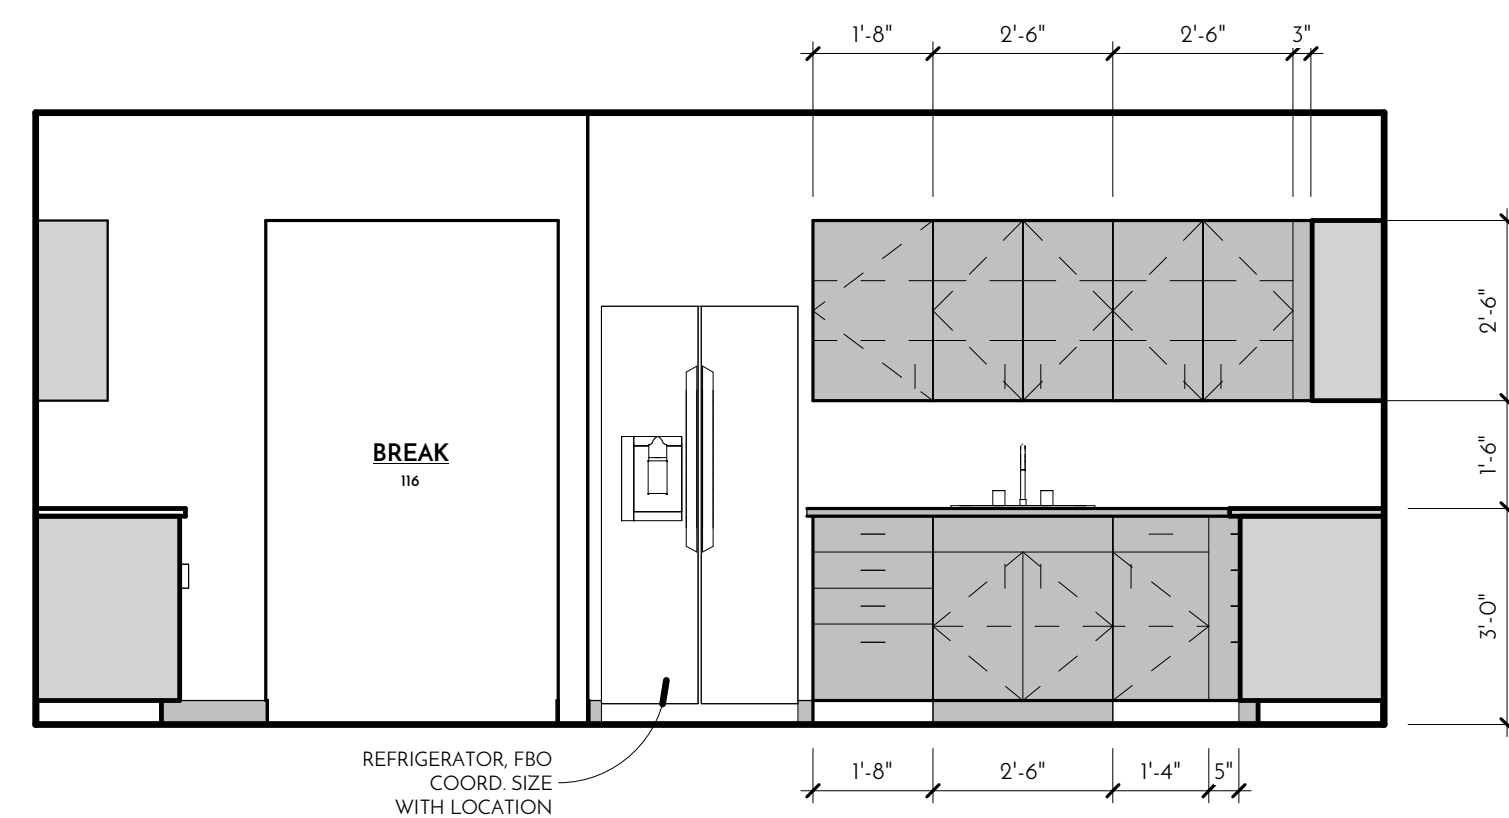 1'-8" 2'-6" 2'-6" 3"
2'-6"
1'-6"
3'-0"
BREAK
116
REFRIGERATOR, FBO
COORD. SIZE
WITH LOCATION
1'-8" 2'-6" 1'-4" 5"